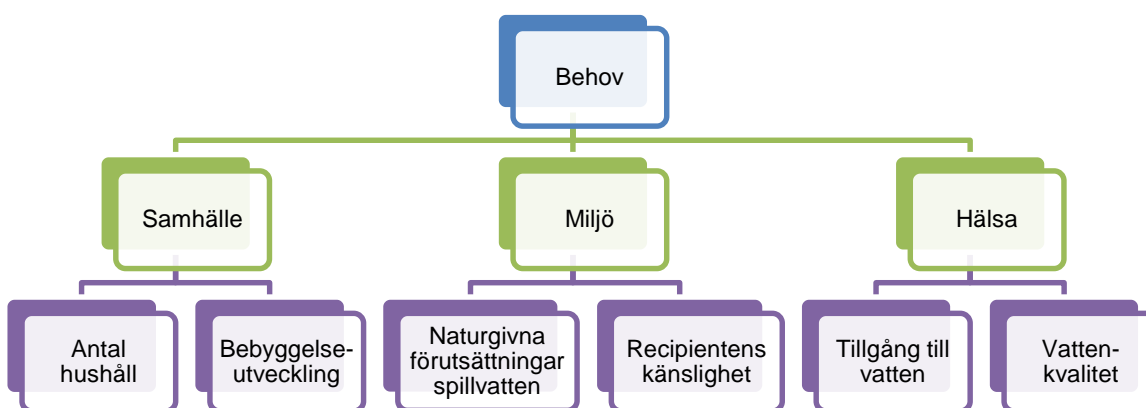 Behov
Samhälle
Miljö
Hälsa
Antal
hushåll
Bebyggelse-
utveckling
Naturgivna
förutsättningar
spillvatten
Recipientens
känslighet
Tillgång till
vatten
Vatten-
kvalitet